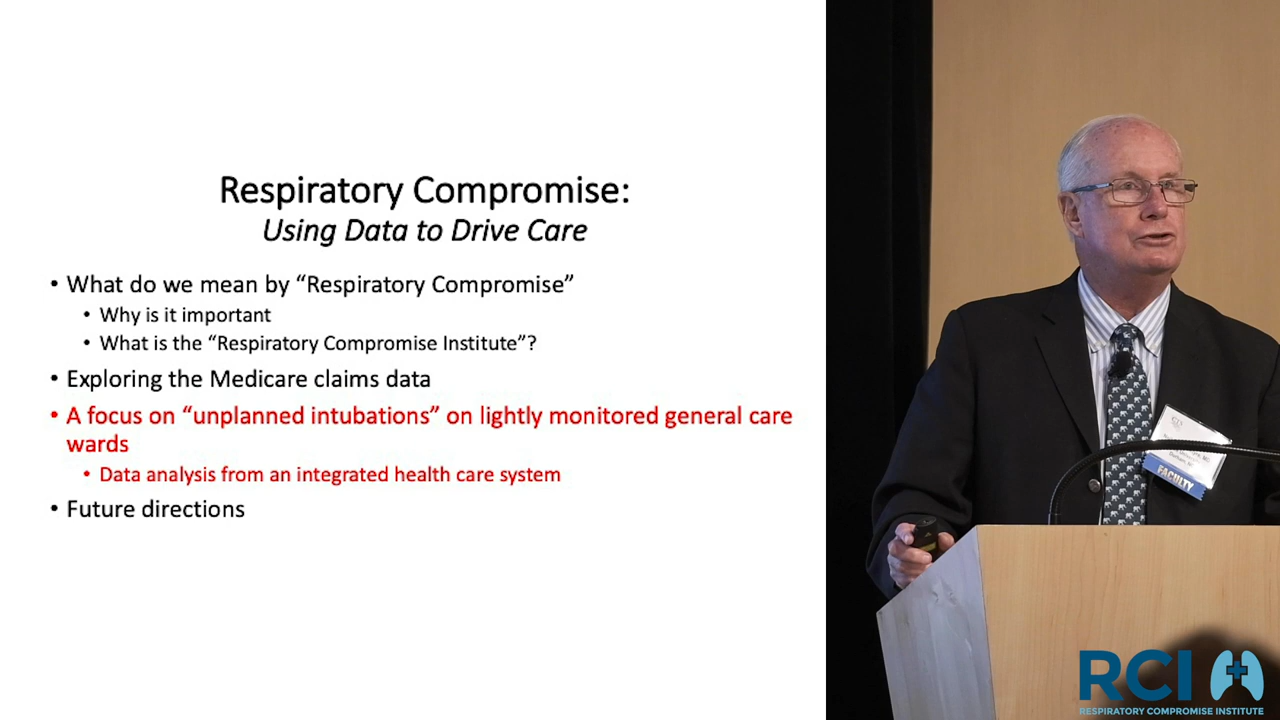 Respiratory Compromise:
Using Data to Drive Care
• What do we mean by “Respiratory Compromise”
• Why is it important
• What is the “Respiratory Compromise Institute”?
• Exploring the Medicare claims data
• A focus on “unplanned intubations” on lightly monitored general care
wards
• Data analysis from an integrated health care system
• Future directions
FACULTY
RCI
RESPIRATORY COMPROMISE INSTITUTE